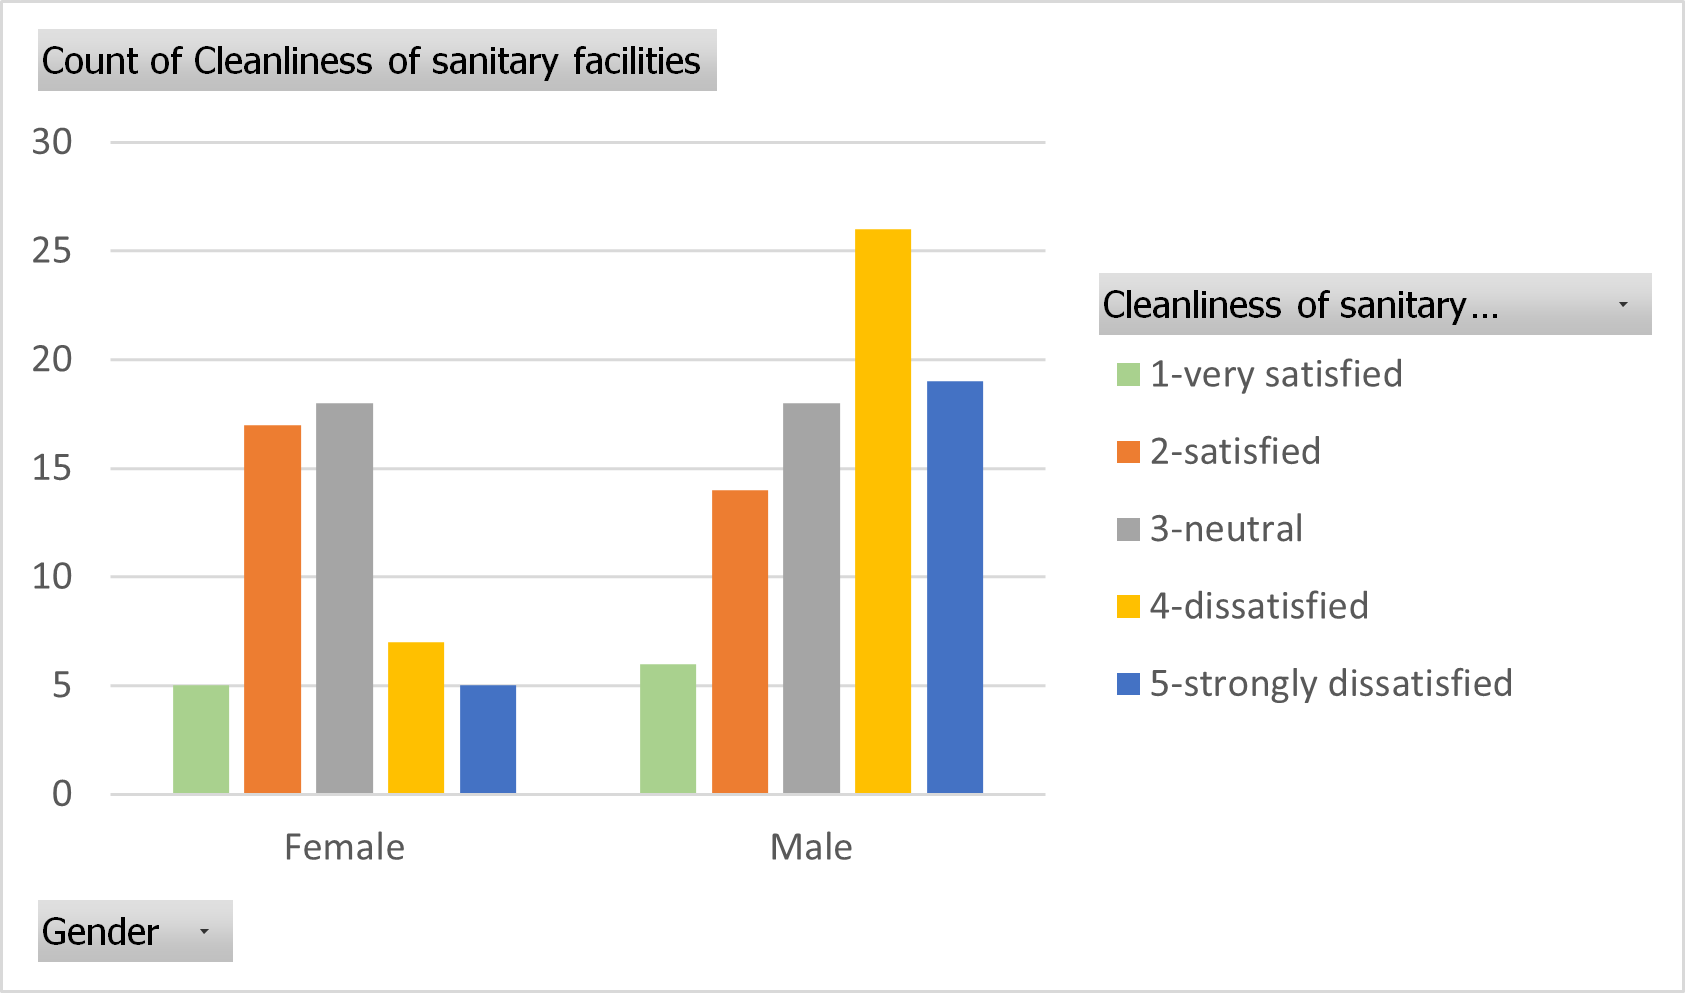 Count of Cleanliness of sanitary facilities
30
25
20
15
10
5
0
Female Male
Cleanliness of sanitary...
1-very satisfied
2-satisfied
3-neutral
4-dissatisfied
5-strongly dissatisfied
Gender